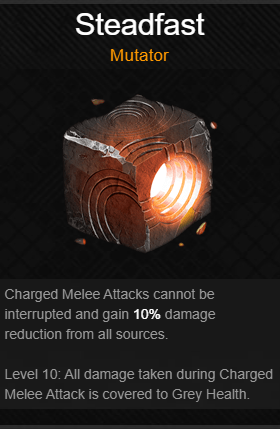 Steadfast
Mutator
Charged Melee Attacks cannot be
interrupted and gain 10% damage
reduction from all sources.
Level 10: All damage taken during Charged
Melee Attack is covered to Grey Health.